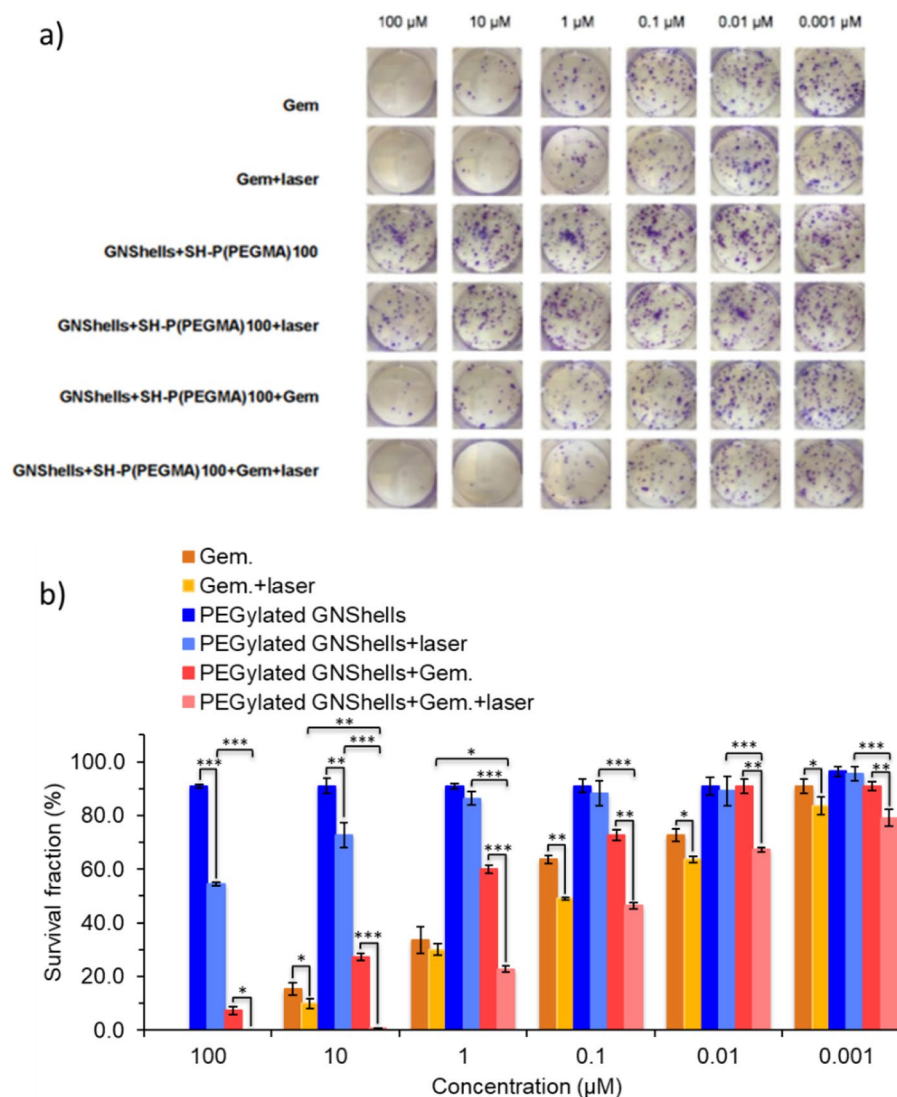 a)
100 µM 10 µM 1 µM 0.1 µM 0.01 µM 0.001 µM
Gem
Gem+laser
GNShells+SH-P(PEGMA)100
GNShells+SH-P(PEGMA)100+laser
GNShells+SH-P(PEGMA)100+Gem
GNShells+SH-P(PEGMA)100+Gem+laser
b)
Gem.
Gem.+laser
PEGylated GNShells
PEGylated GNShells+laser
PEGylated GNShells+Gem.
PEGylated GNShells+Gem.+laser
Survival fraction (%)
100.0
80.0
60.0
40.0
20.0
0.0
*** *** *
** *** ** * ***
* *** ***
*** ** **
*** ** *
*** ** *
100 10 1 0.1 0.01 0.001
Concentration (µM)